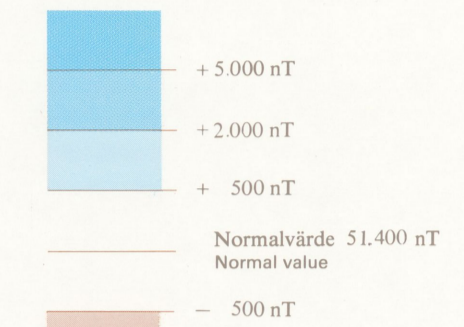 + 5.000 nT
+ 2.000 nT
+ 500 nT
Normalvärde 51.400 nT
Normal value
− 500 nT